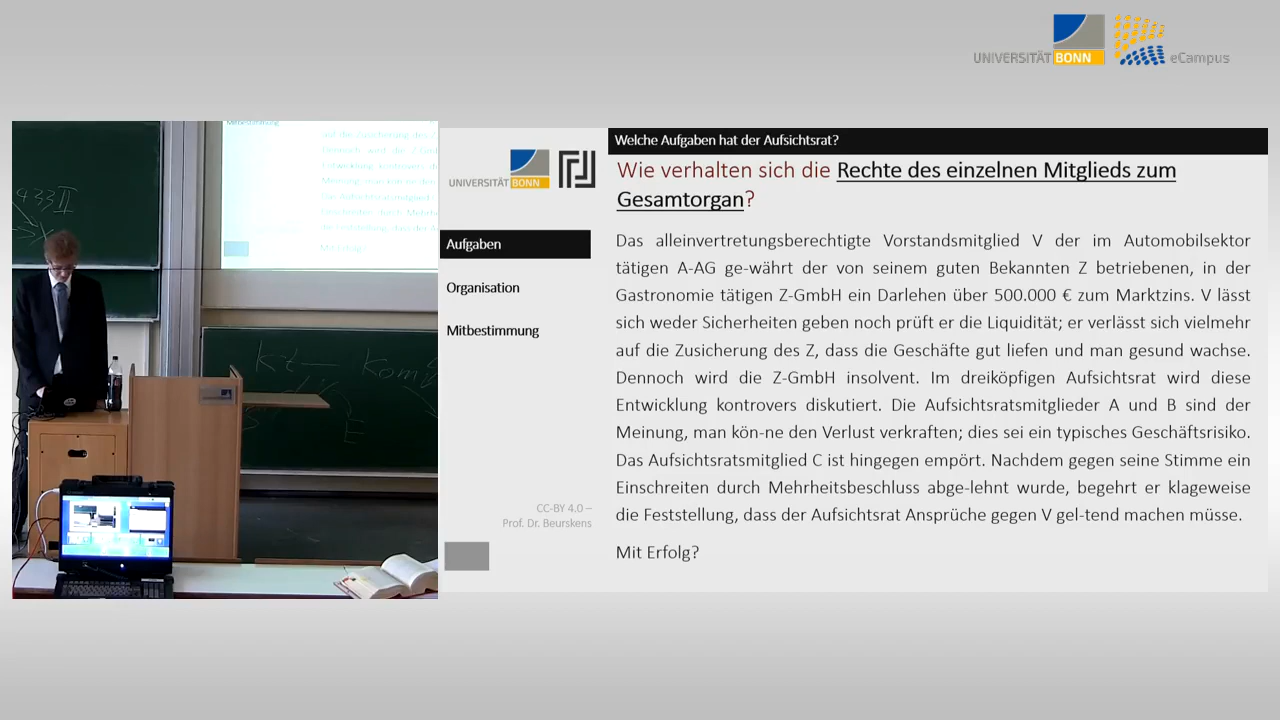 UNIVERSITÄT BONN eCampus
Welche Aufgaben hat der Aufsichtsrat?
UNIVERSITÄT BONN
Wie verhalten sich die Rechte des einzelnen Mitglieds zum
Gesamtorgan?
Aufgaben
Organisation
Mitbestimmung
Das alleinvertretungsberechtigte Vorstandsmitglied V der im Automobilsektor
tätigen A-AG ge-währt der von seinem guten Bekannten Z betriebenen, in der
Gastronomie tätigen Z-GmbH ein Darlehen über 500.000 € zum Marktzins. V lässt
sich weder Sicherheiten geben noch prüft er die Liquidität; er verlässt sich vielmehr
auf die Zusicherung des Z, dass die Geschäfte gut liefen und man gesund wachse.
Dennoch wird die Z-GmbH insolvent. Im dreiköpfigen Aufsichtsrat wird diese
Entwicklung kontrovers diskutiert. Die Aufsichtsratsmitglieder A und B sind der
Meinung, man kön-ne den Verlust verkraften; dies sei ein typisches Geschäftsrisiko.
Das Aufsichtsratsmitglied C ist hingegen empört. Nachdem gegen seine Stimme ein
Einschreiten durch Mehrheitsbeschluss abge-lehnt wurde, begehrt er klageweise
die Feststellung, dass der Aufsichtsrat Ansprüche gegen V gel-tend machen müsse.
Mit Erfolg?
CC-BY 4.0 –
Prof. Dr. Beurskens
933 II